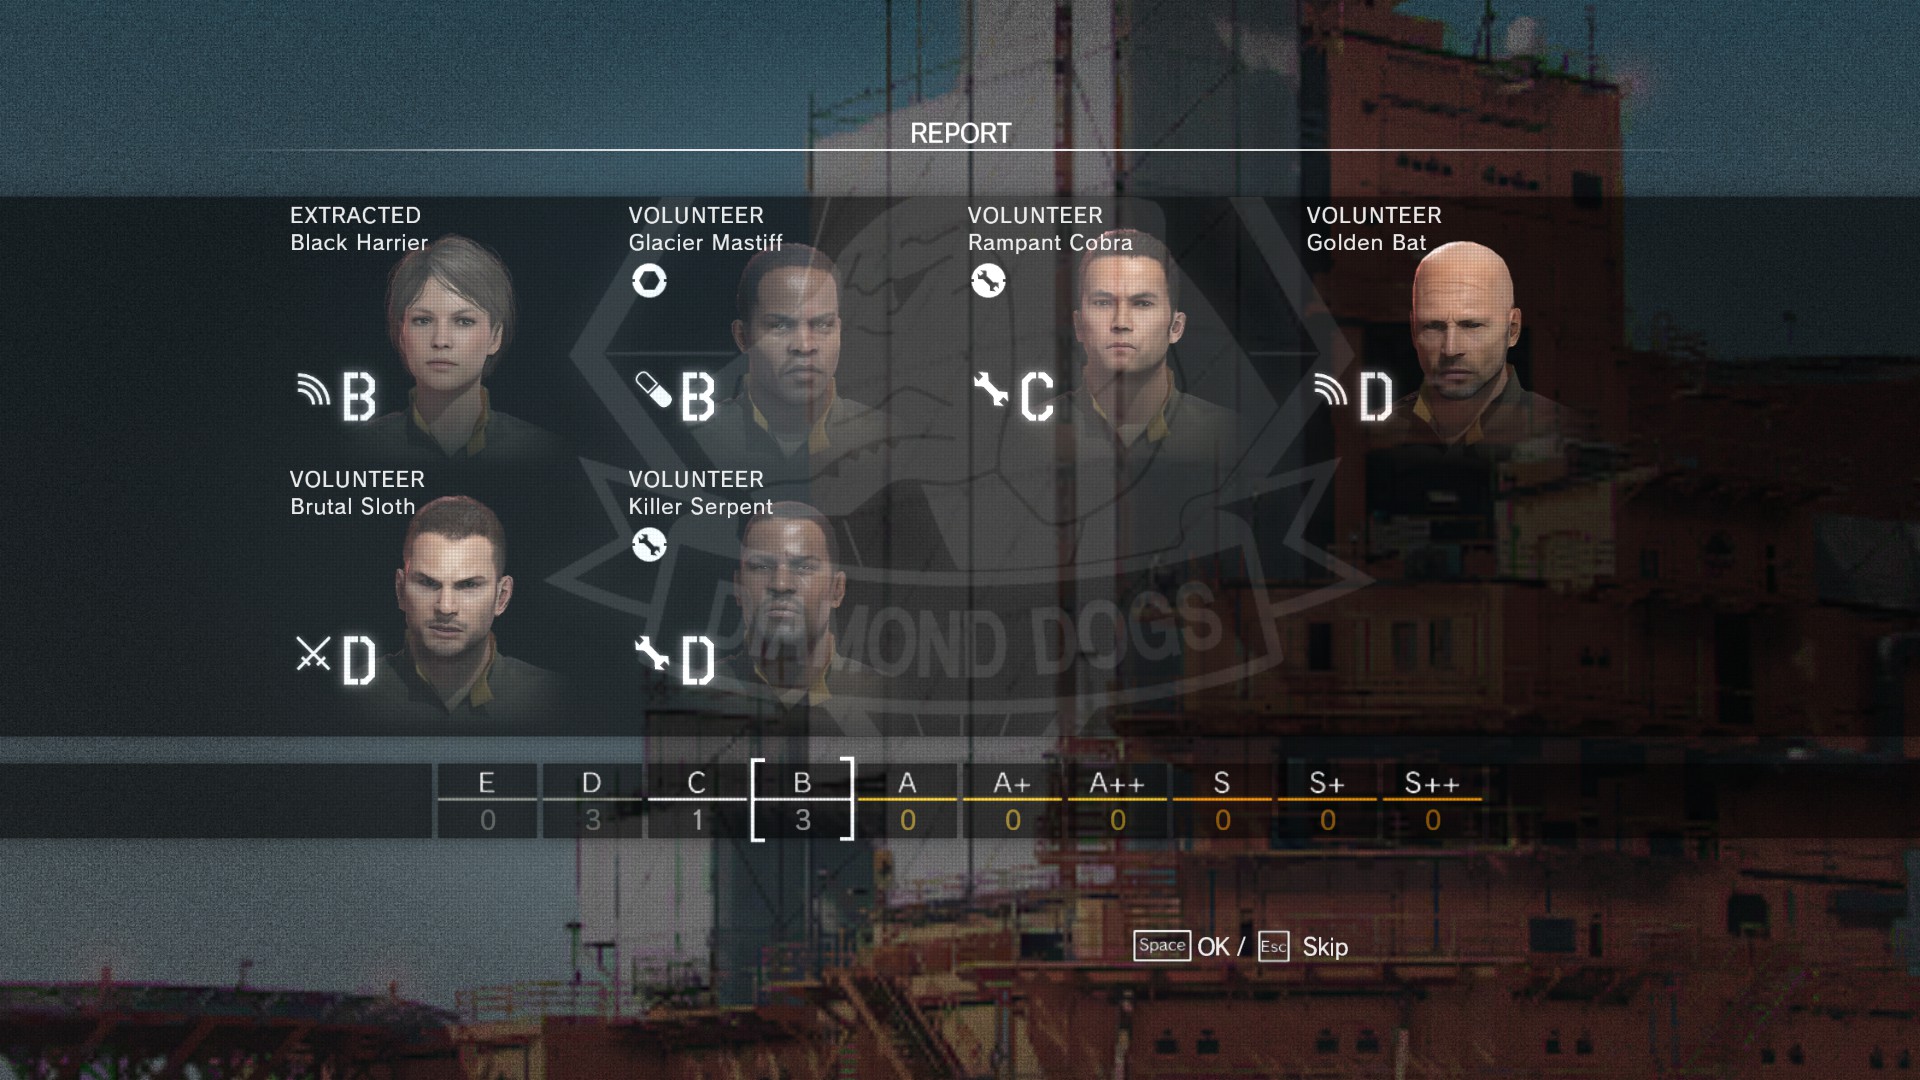 REPORT
EXTRACTED
Black Harrier
B
VOLUNTEER
Glacier Mastiff
B
VOLUNTEER
Rampant Cobra
C
VOLUNTEER
Golden Bat
D
VOLUNTEER
Brutal Sloth
D
VOLUNTEER
Killer Serpent
D
DIAMOND DOGS
E D C B A A+ A++ S S+ S++
0 3 1 3 0 0 0 0 0 0
Space OK / Esc Skip